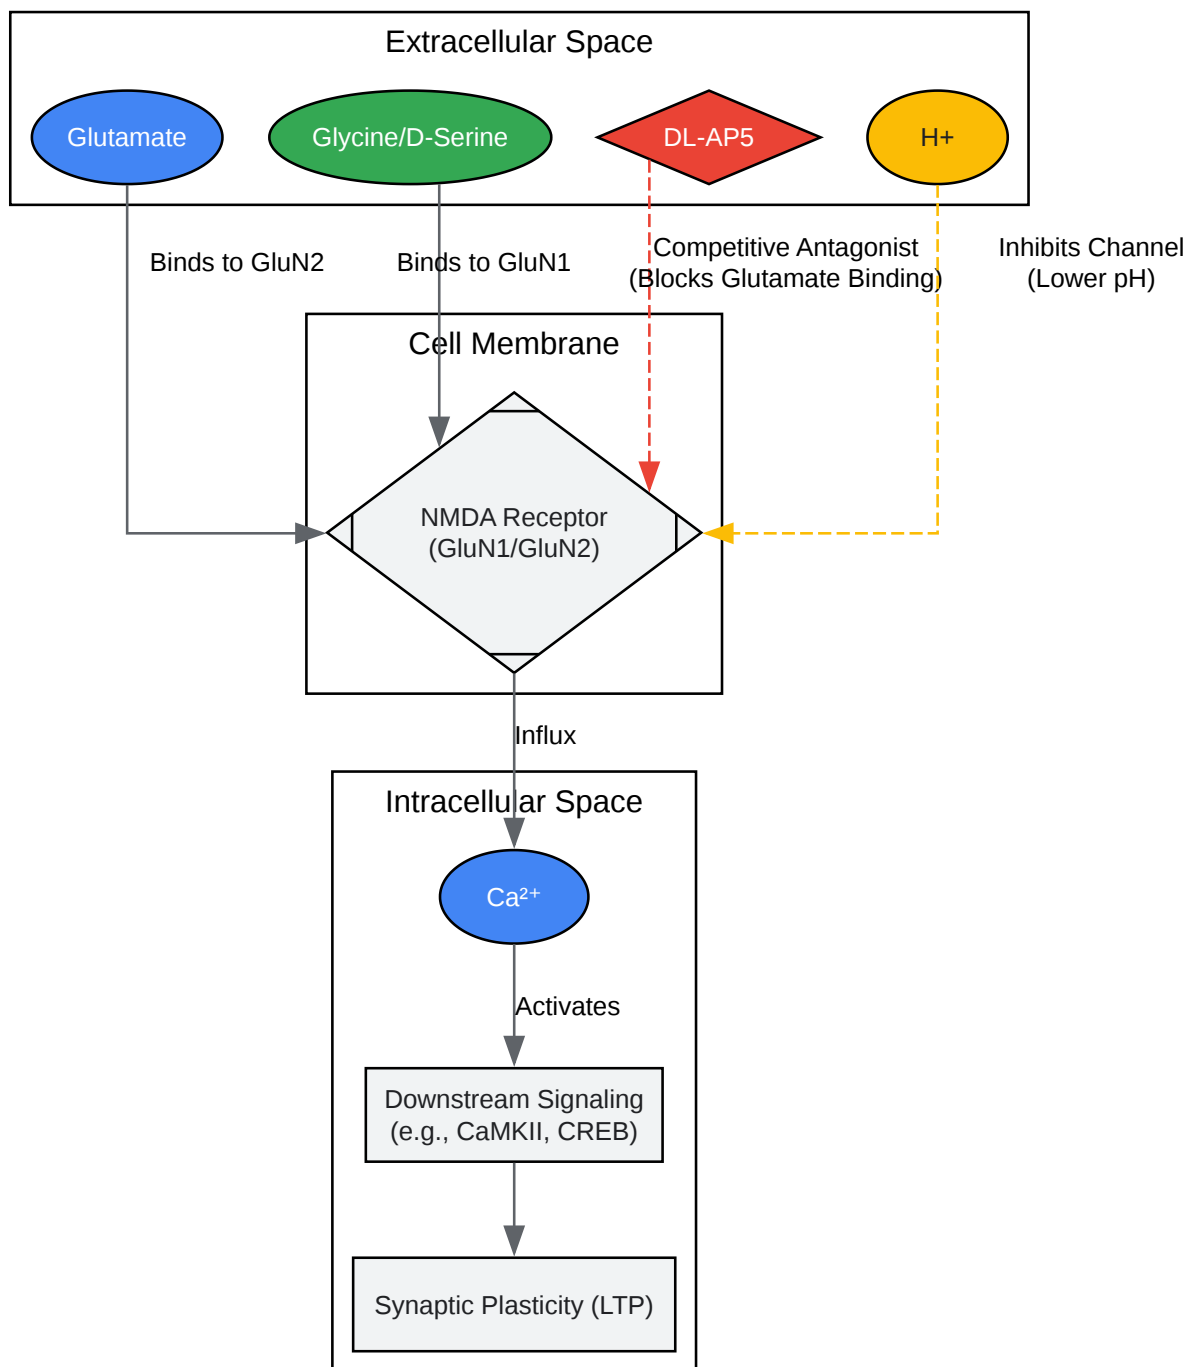 Extracellular Space
Glutamate
Glycine/D-Serine
DL-AP5
H+
Binds to GluN2
Binds to GluN1
Competitive Antagonist
(Blocks Glutamate Binding)
Inhibits Channel
(Lower pH)
Cell Membrane
NMDA Receptor
(GluN1/GluN2)
Influx
Intracellular Space
Ca²⁺
Activates
Downstream Signaling
(e.g., CaMKII, CREB)
Synaptic Plasticity (LTP)